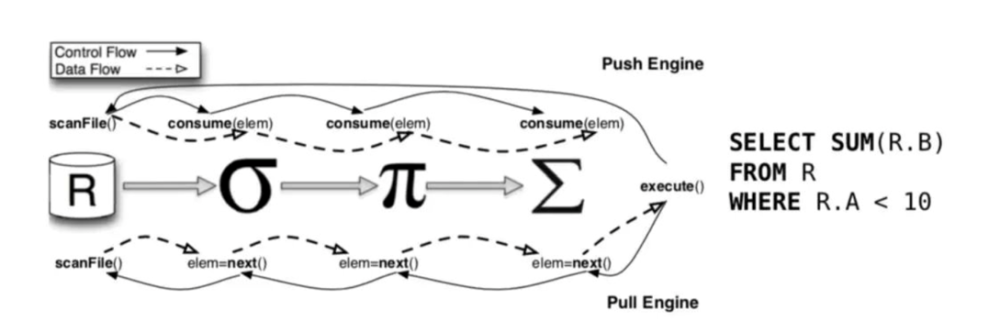 Control Flow
Data Flow
Push Engine
scanFile()
consume(elem)
consume(elem)
consume(elem)
R
σ
π
Σ
execute()
SELECT SUM(R.B)
FROM R
WHERE R.A < 10
scanFile()
elem=next()
elem=next()
elem=next()
Pull Engine